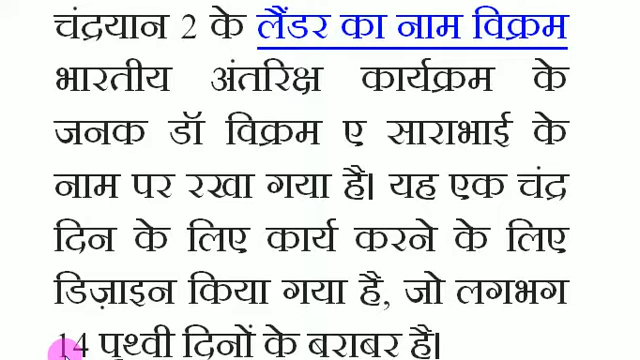 चंद्रयान 2 के लैंडर का नाम विक्रम
भारतीय अंतरिक्ष कार्यक्रम के
जनक डॉ विक्रम ए साराभाई के
नाम पर रखा गया है। यह एक चंद्र
दिन के लिए कार्य करने के लिए
डिज़ाइन किया गया है, जो लगभग
14 पृथ्वी दिनों के बराबर है।